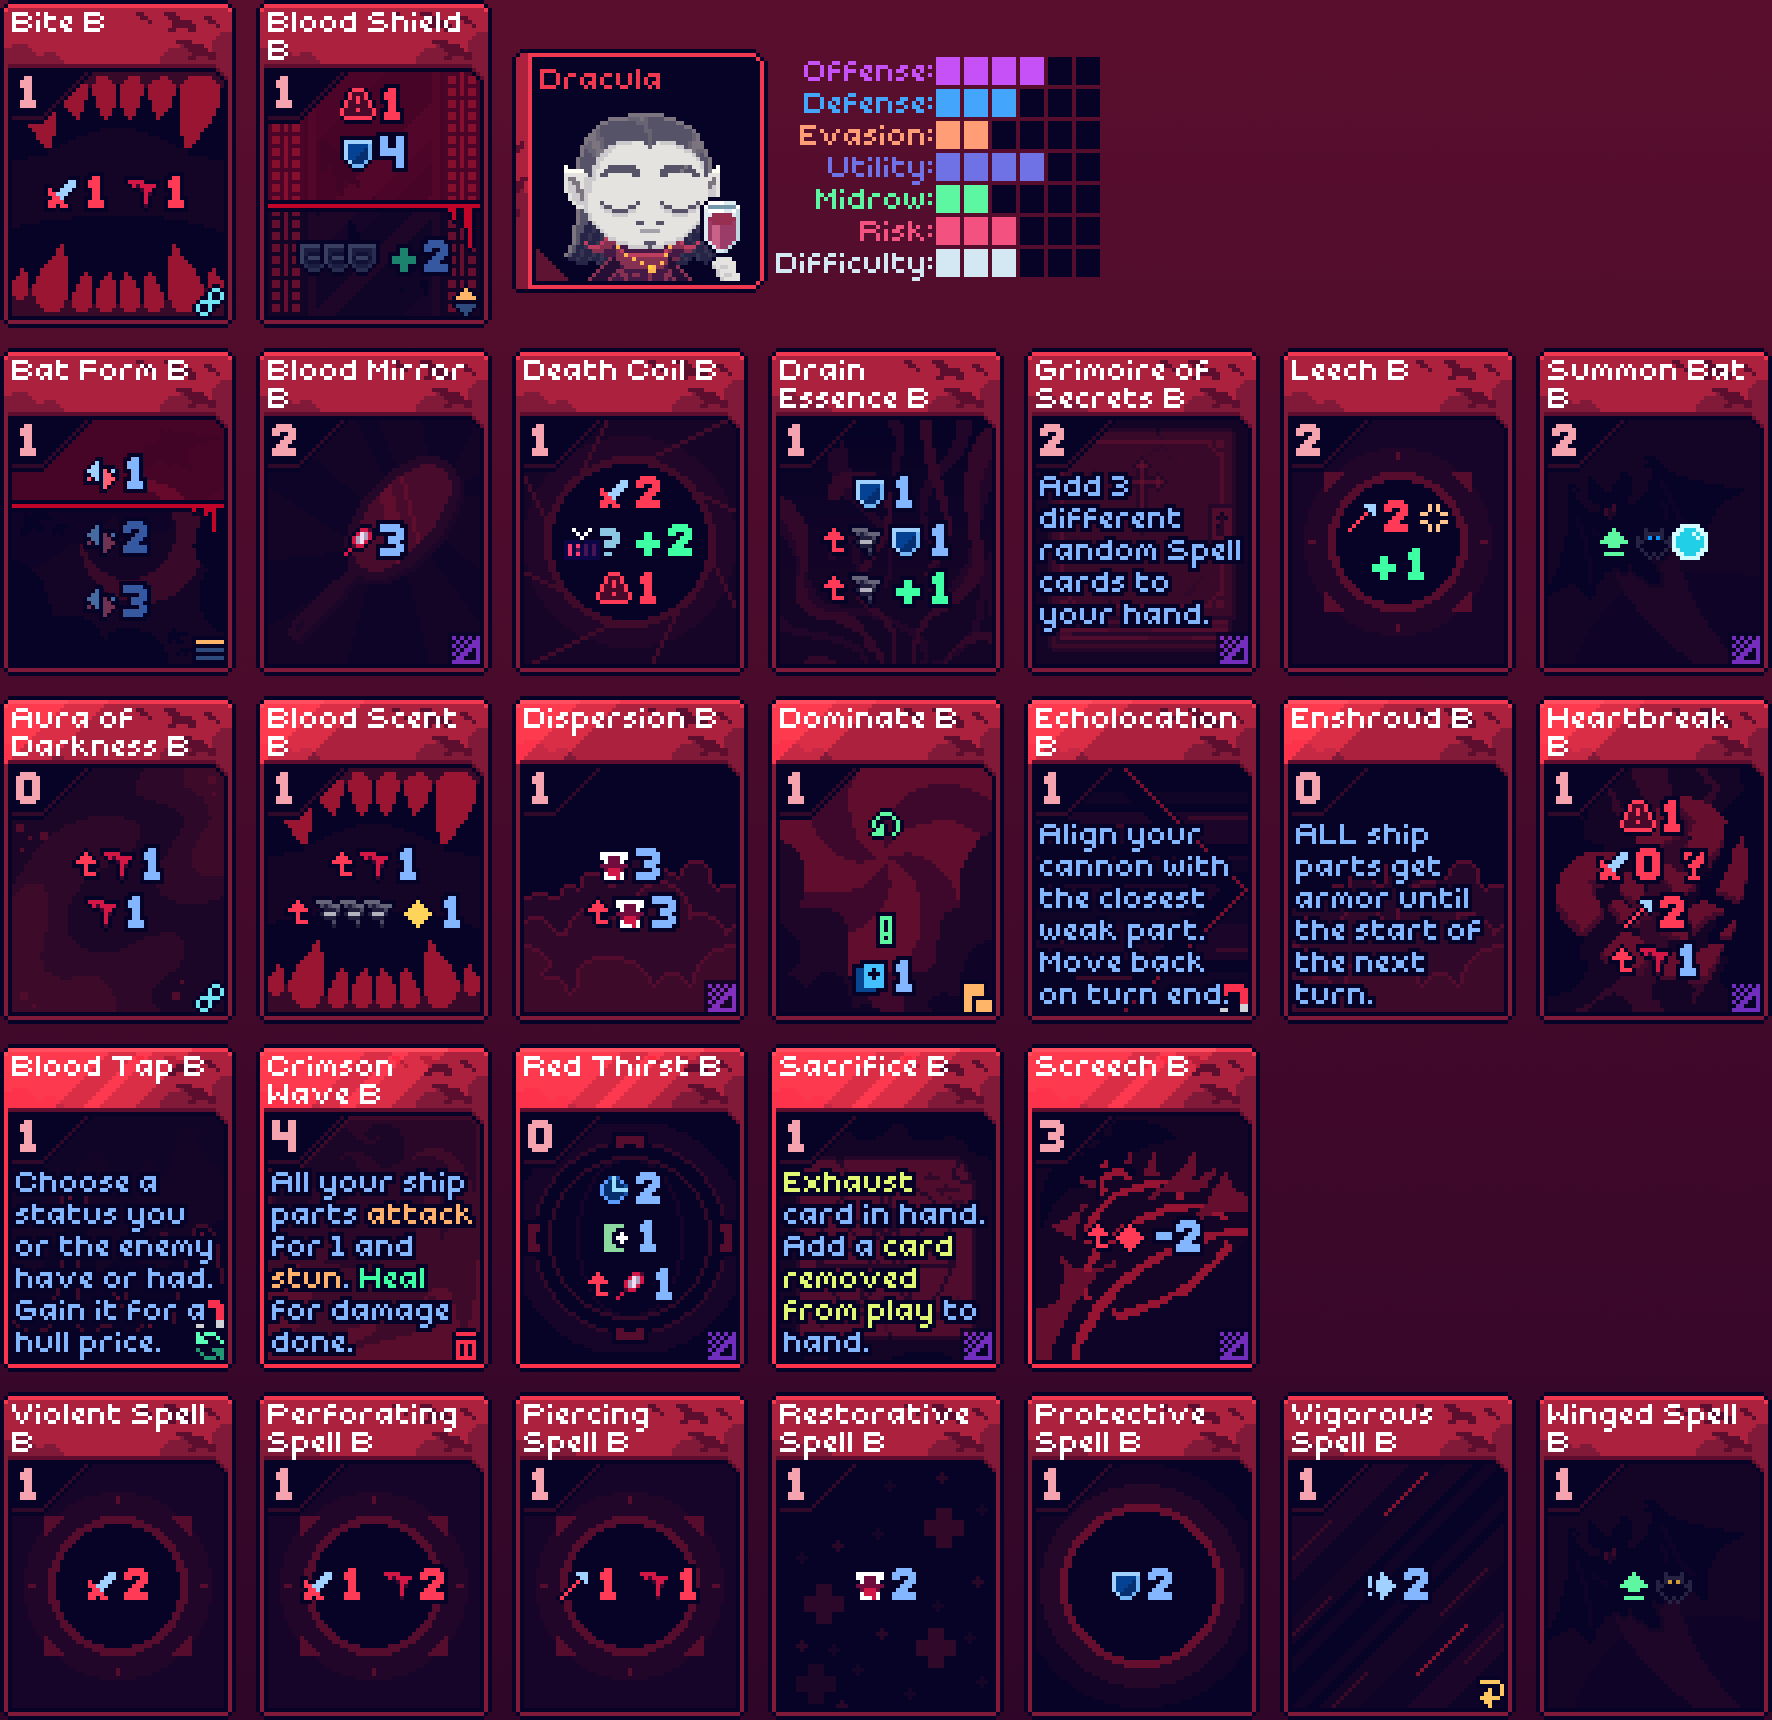 Bite B
1
1 1
Blood Shield
B
1
1
4
+2
Dracula
Offense:
Defense:
Evasion:
Utility:
Midrow:
Risk:
Difficulty:
Bat Form B
1
1
2
3
Blood Mirror
B
2
3
Death Coil B
1
2
? +2
1
Drain
Essence B
1
1
1
+1
Grimoire of
Secrets B
2
Add 3
different
random Spell
cards to
your hand.
Leech B
2
2
+1
Summon Bat
B
2
Aura of
Darkness B
0
1
1
Blood Scent
B
1
1
1
Dispersion B
1
3
3
Dominate B
1
!
1
Echolocation
B
1
Align your
cannon with
the closest
weak part.
Move back
on turn end.
Enshroud B
0
ALL ship
parts get
armor until
the start of
the next
turn.
Heartbreak
B
1
1
0 ?
2
1
Blood Tap B
1
Choose a
status you
or the enemy
have or had.
Gain it for a
hull price.
Crimson
Wave B
4
All your ship
parts attack
for 1 and
stun. Heal
for damage
done.
Red Thirst B
0
2
1
1
Sacrifice B
1
Exhaust
card in hand.
Add a card
removed
from play to
hand.
Screech B
3
-2
Violent Spell
B
1
2
Perforating
Spell B
1
1 2
Piercing
Spell B
1
1 1
Restorative
Spell B
1
2
Protective
Spell B
1
2
Vigorous
Spell B
1
2
Winged Spell
B
1